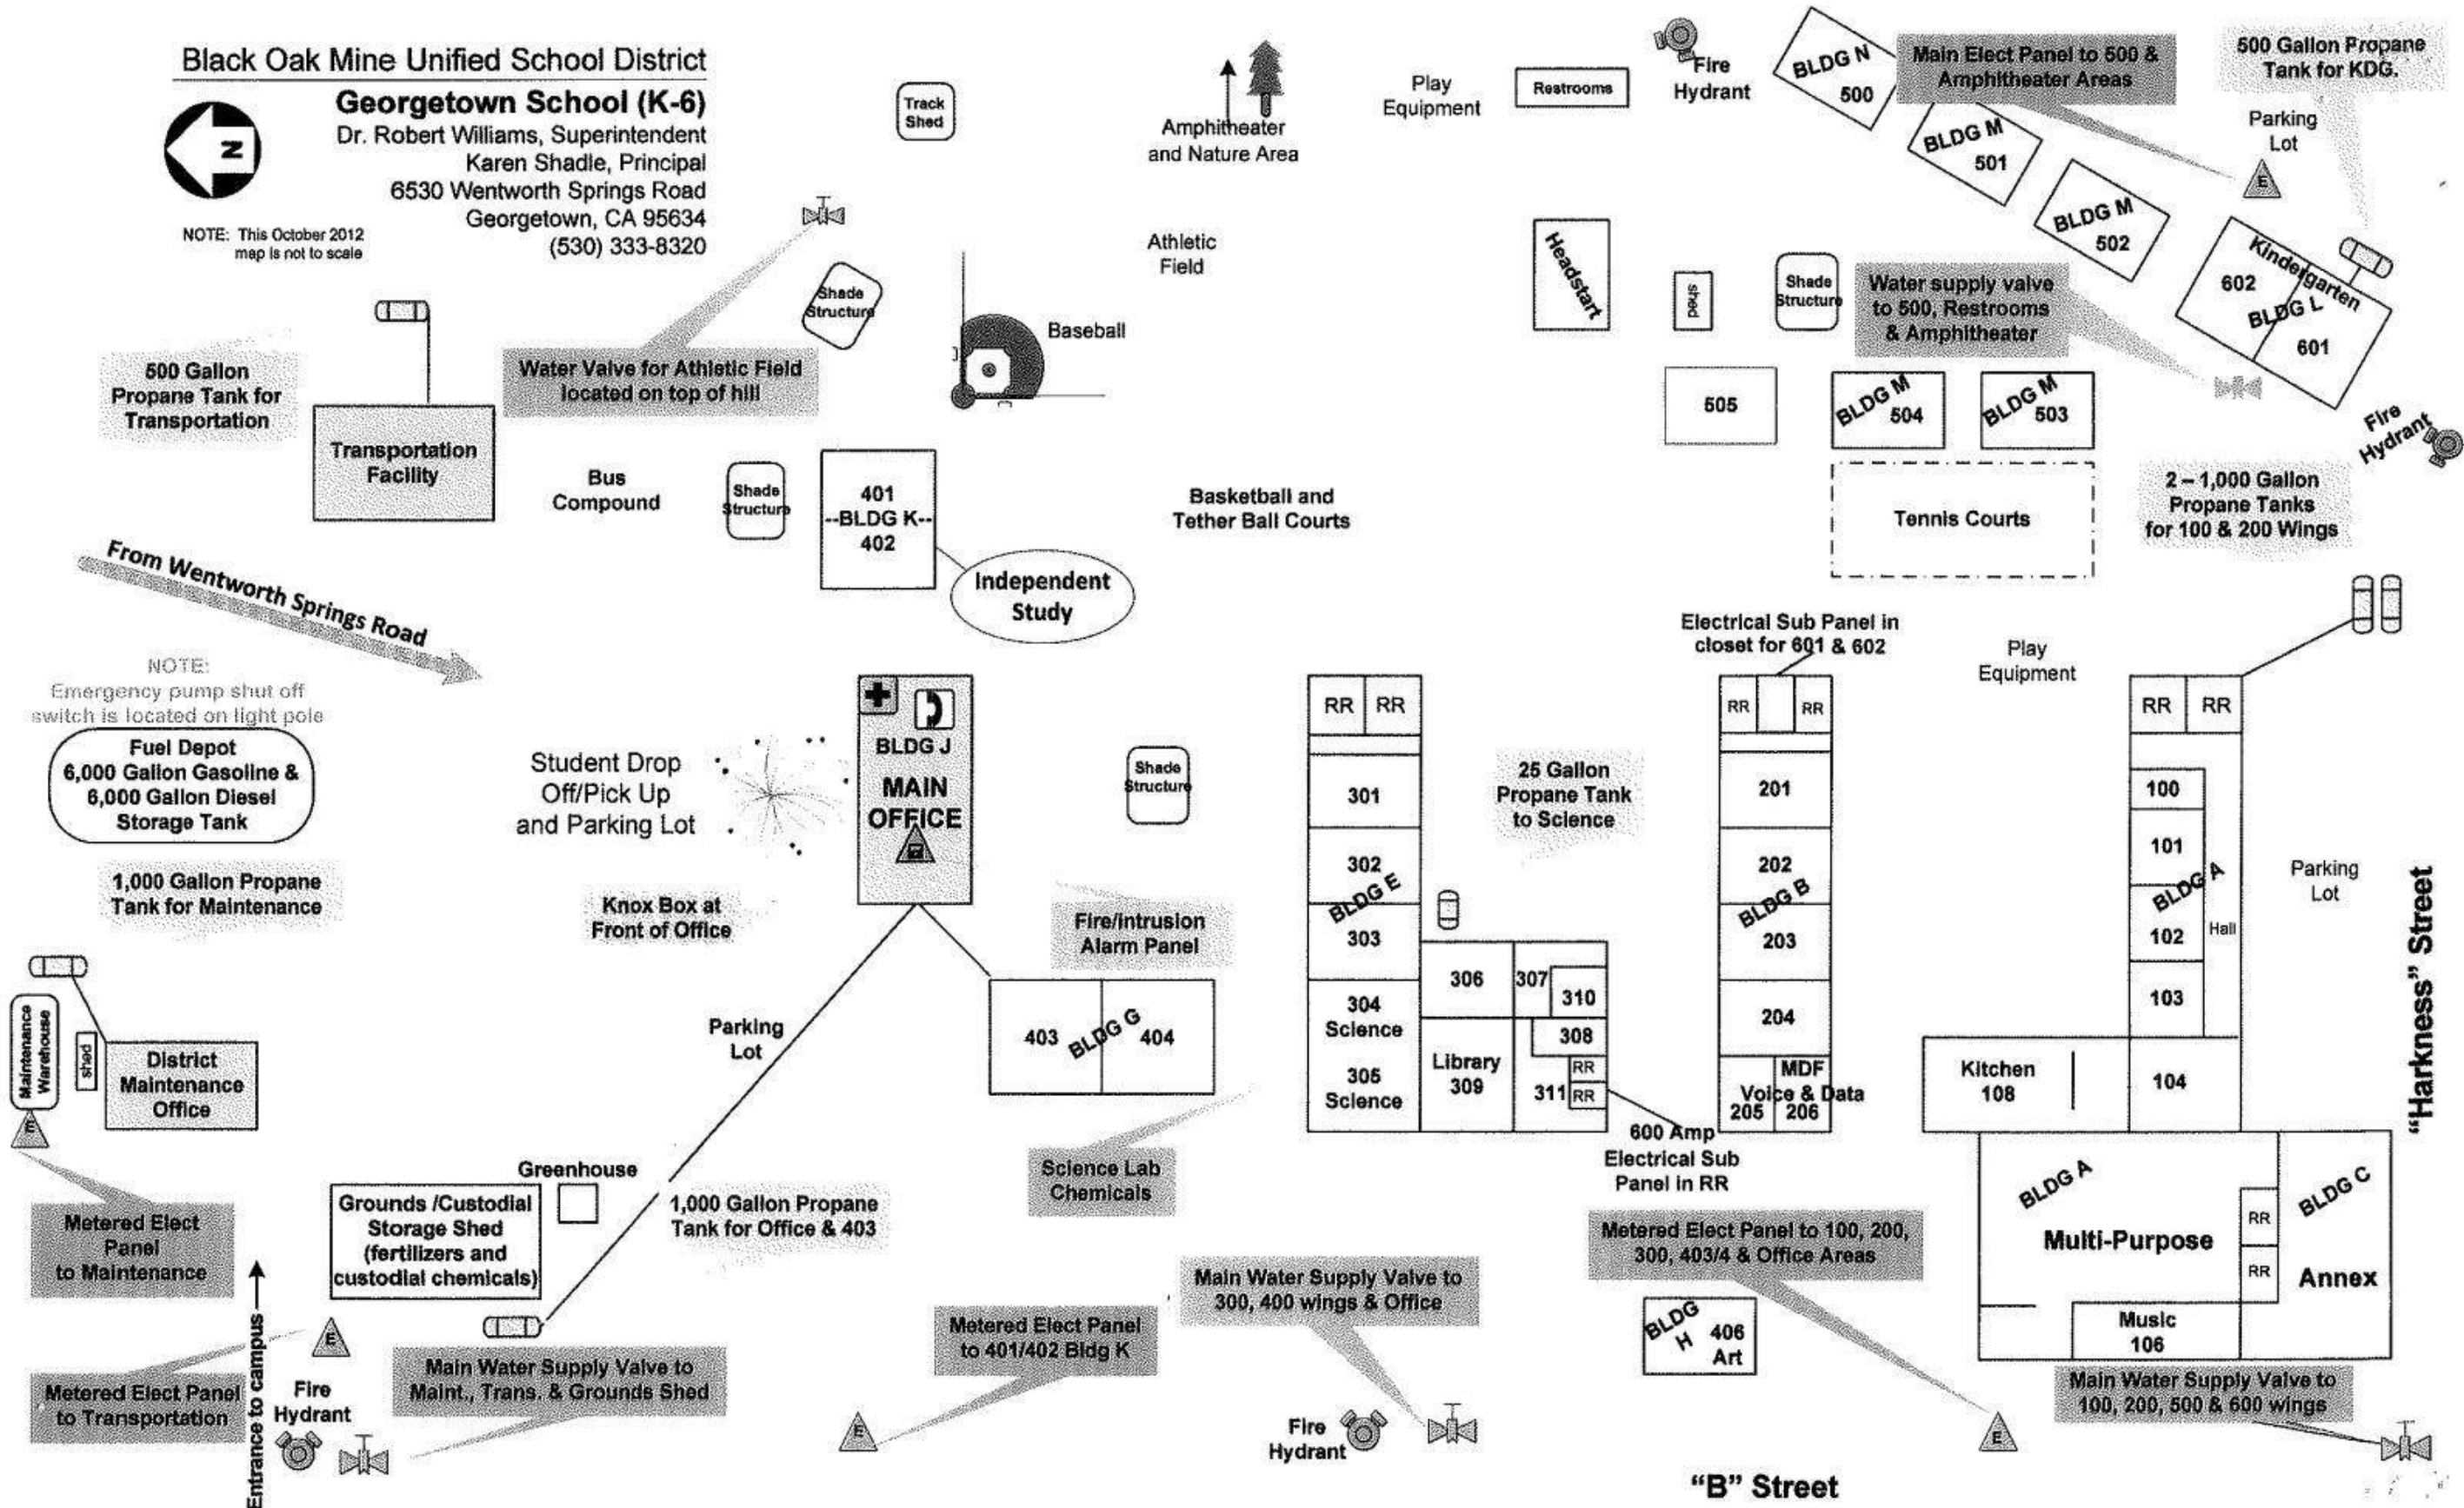 Black Oak Mine Unified School District
Georgetown School (K-6)
Dr. Robert Williams, Superintendent
Karen Shadle, Principal
6530 Wentworth Springs Road
Georgetown, CA 95634
(530) 333-8320
N
NOTE: This October 2012
map is not to scale
Track
Shed
Amphitheater
and Nature Area
Play
Equipment
Restrooms
Fire
Hydrant
BLDG N
500
Main Elect Panel to 500 &
Amphitheater Areas
500 Gallon Propane
Tank for KDG.
Parking
Lot
E
BLDG M
501
BLDG M
502
Kindergarten
602
BLDG L
601
Athletic
Field
Headstart
shed
Shade
Structure
Water supply valve
to 500, Restrooms
& Amphitheater
Shade
Structure
Baseball
Water Valve for Athletic Field
located on top of hill
500 Gallon
Propane Tank for
Transportation
Transportation
Facility
Bus
Compound
Shade
Structure
401
--BLDG K--
402
Independent
Study
Basketball and
Tether Ball Courts
505
BLDG M
504
BLDG M
503
Fire
Hydrant
Tennis Courts
2 – 1,000 Gallon
Propane Tanks
for 100 & 200 Wings
From Wentworth Springs Road
NOTE:
Emergency pump shut off
switch is located on light pole
Fuel Depot
6,000 Gallon Gasoline &
6,000 Gallon Diesel
Storage Tank
Student Drop
Off/Pick Up
and Parking Lot
BLDG J
MAIN
OFFICE
Shade
Structure
Electrical Sub Panel in
closet for 601 & 602
Play
Equipment
RR
RR
301
302
BLDG E
303
304
Science
305
Science
25 Gallon
Propane Tank
to Science
306
307
310
308
Library
309
RR
311
RR
RR
RR
201
202
BLDG B
203
204
MDF
Voice & Data
205
206
RR
RR
100
101
BLDG A
102
Hall
103
104
Kitchen
108
Parking
Lot
"Harkness" Street
1,000 Gallon Propane
Tank for Maintenance
Knox Box at
Front of Office
Fire/Intrusion
Alarm Panel
403
BLDG G
404
Parking
Lot
Maintenance
Warehouse
E
shed
District
Maintenance
Office
Metered Elect
Panel
to Maintenance
Greenhouse
Grounds /Custodial
Storage Shed
(fertilizers and
custodial chemicals)
1,000 Gallon Propane
Tank for Office & 403
Science Lab
Chemicals
600 Amp
Electrical Sub
Panel in RR
BLDG A
Multi-Purpose
RR
RR
BLDG C
Annex
Music
106
Metered Elect Panel to 100, 200,
300, 403/4 & Office Areas
BLDG
H
406
Art
Main Water Supply Valve to
300, 400 wings & Office
Metered Elect Panel
to 401/402 Bldg K
E
Fire
Hydrant
E
Main Water Supply Valve to
100, 200, 500 & 600 wings
Entrance to campus
E
Metered Elect Panel
to Transportation
Fire
Hydrant
Main Water Supply Valve to
Maint., Trans. & Grounds Shed
"B" Street